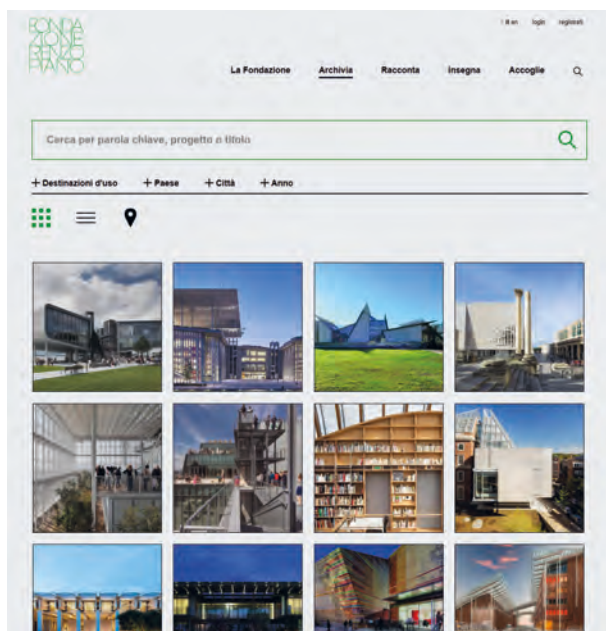 FONDA
ZIONE
RENZO
PIANO
it en login registrati
La Fondazione Archivia Racconta Insegna Accoglie
Cerca per parola chiave, progetto o titolo
+ Destinazioni d'uso + Paese + Città + Anno